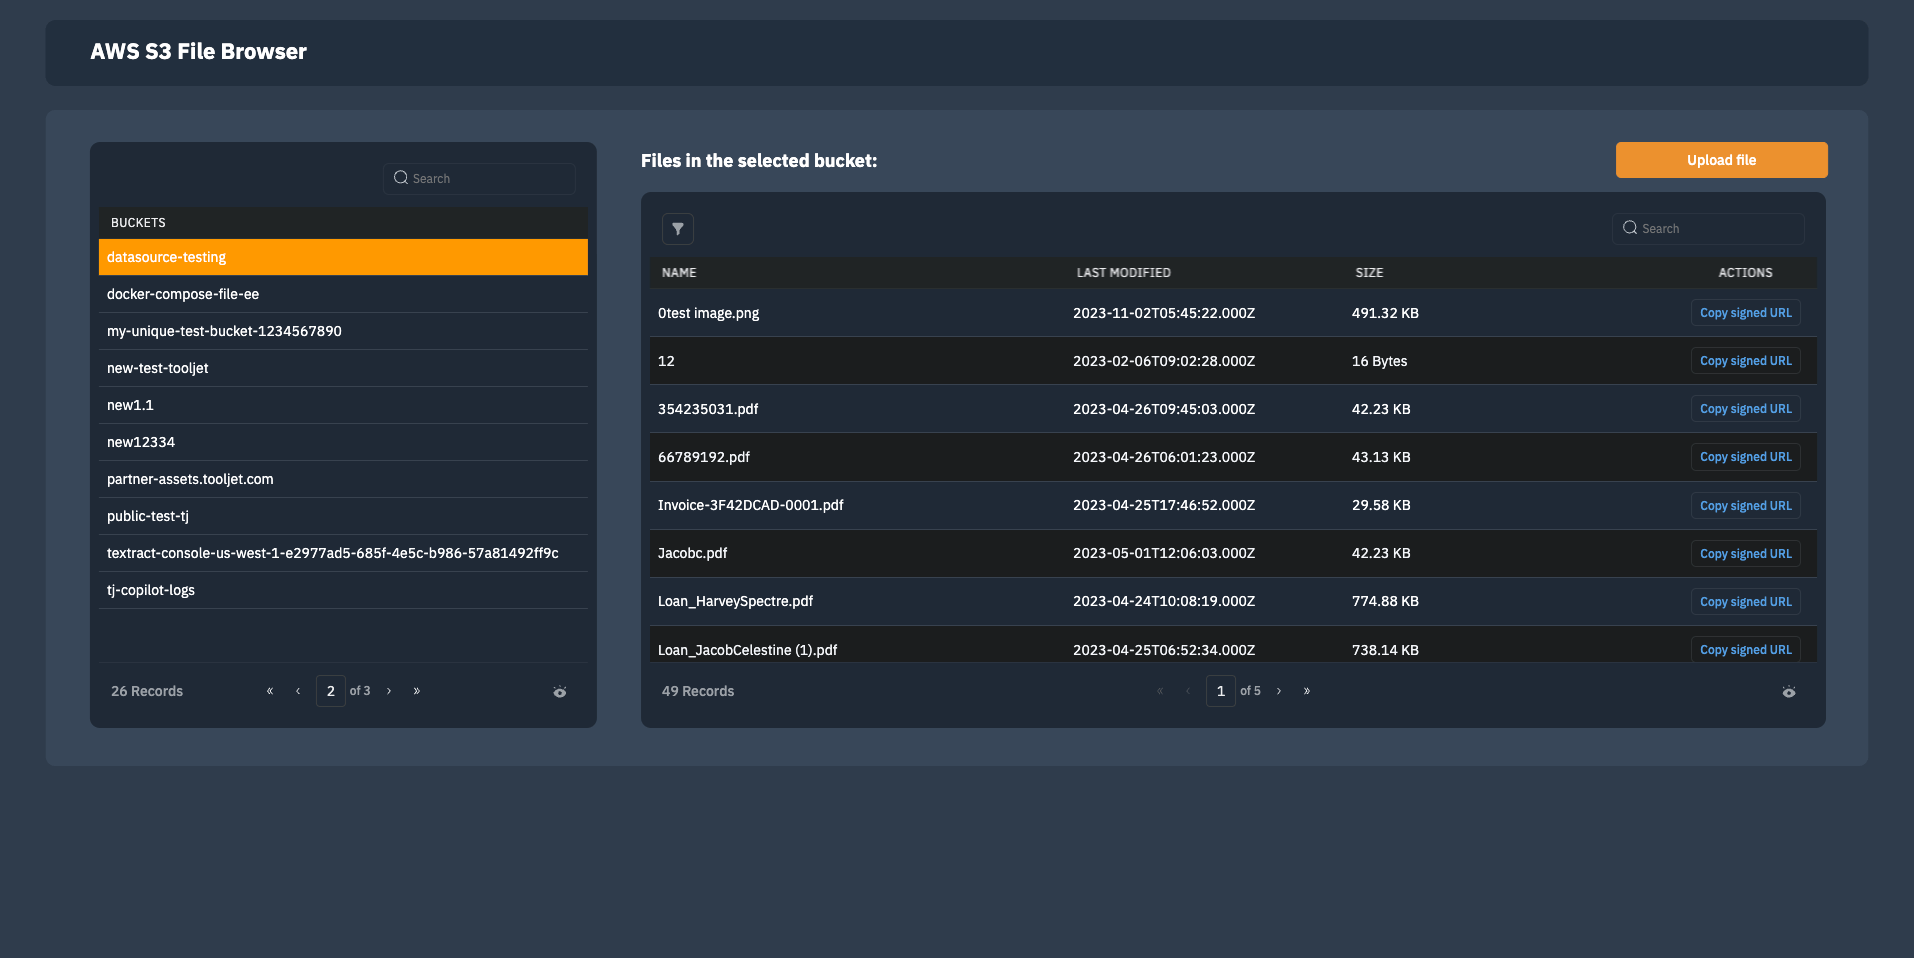 AWS S3 File Browser
Search
BUCKETS
datasource-testing
docker-compose-file-ee
my-unique-test-bucket-1234567890
new-test-tooljet
new1.1
new12334
partner-assets.tooljet.com
public-test-tj
textract-console-us-west-1-e2977ad5-685f-4e5c-b986-57a81492ff9c
tj-copilot-logs
26 Records « ‹ 2 of 3 › »
Files in the selected bucket: Upload file
Search
NAME LAST MODIFIED SIZE ACTIONS
0test image.png 2023-11-02T05:45:22.000Z 491.32 KB Copy signed URL
12 2023-02-06T09:02:28.000Z 16 Bytes Copy signed URL
354235031.pdf 2023-04-26T09:45:03.000Z 42.23 KB Copy signed URL
66789192.pdf 2023-04-26T06:01:23.000Z 43.13 KB Copy signed URL
Invoice-3F42DCAD-0001.pdf 2023-04-25T17:46:52.000Z 29.58 KB Copy signed URL
Jacobc.pdf 2023-05-01T12:06:03.000Z 42.23 KB Copy signed URL
Loan_HarveySpectre.pdf 2023-04-24T10:08:19.000Z 774.88 KB Copy signed URL
Loan_JacobCelestine (1).pdf 2023-04-25T06:52:34.000Z 738.14 KB Copy signed URL
49 Records « ‹ 1 of 5 › »